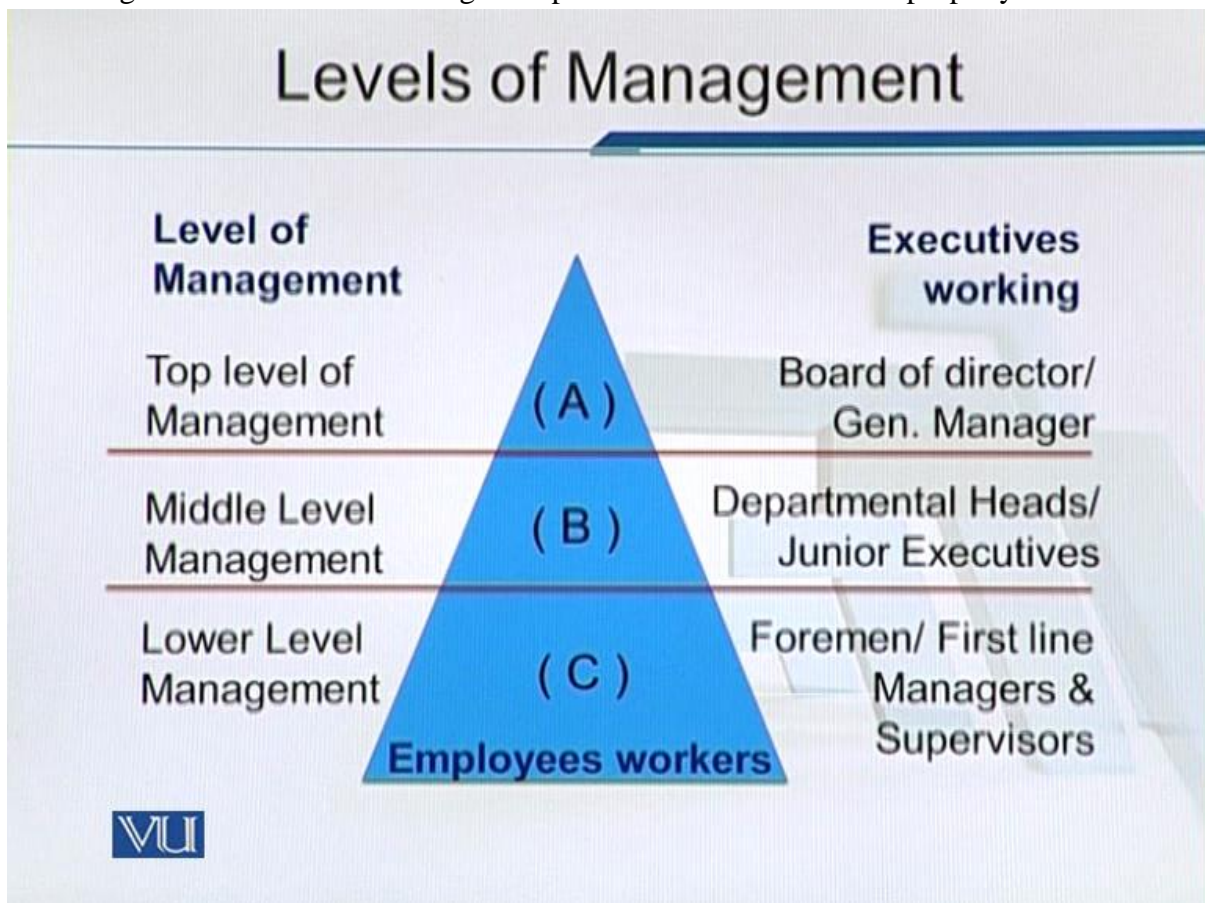 Levels of Management
Level of
Management
Executives
working
Top level of
Management
( A )
Board of director/
Gen. Manager
Middle Level
Management
( B )
Departmental Heads/
Junior Executives
Lower Level
Management
( C )
Foremen/ First line
Managers &
Supervisors
Employees workers
VU